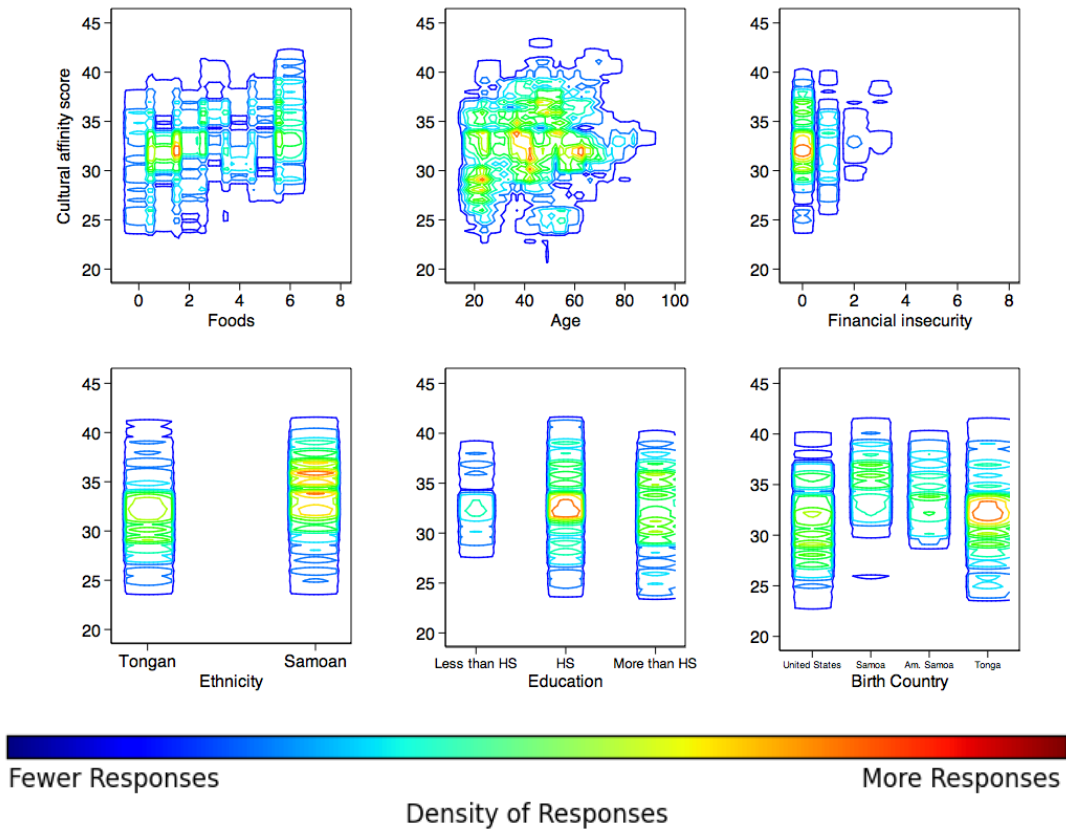 45
40
35
30
25
20
Cultural affinity score
0 2 4 6 8
Foods
45
40
35
30
25
20
20 40 60 80 100
Age
45
40
35
30
25
20
0 2 4 6 8
Financial insecurity
45
40
35
30
25
20
Tongan Samoan
Ethnicity
45
40
35
30
25
20
Less than HS HS More than HS
Education
45
40
35
30
25
20
United States Samoa Am. Samoa Tonga
Birth Country
Fewer Responses More Responses
Density of Responses